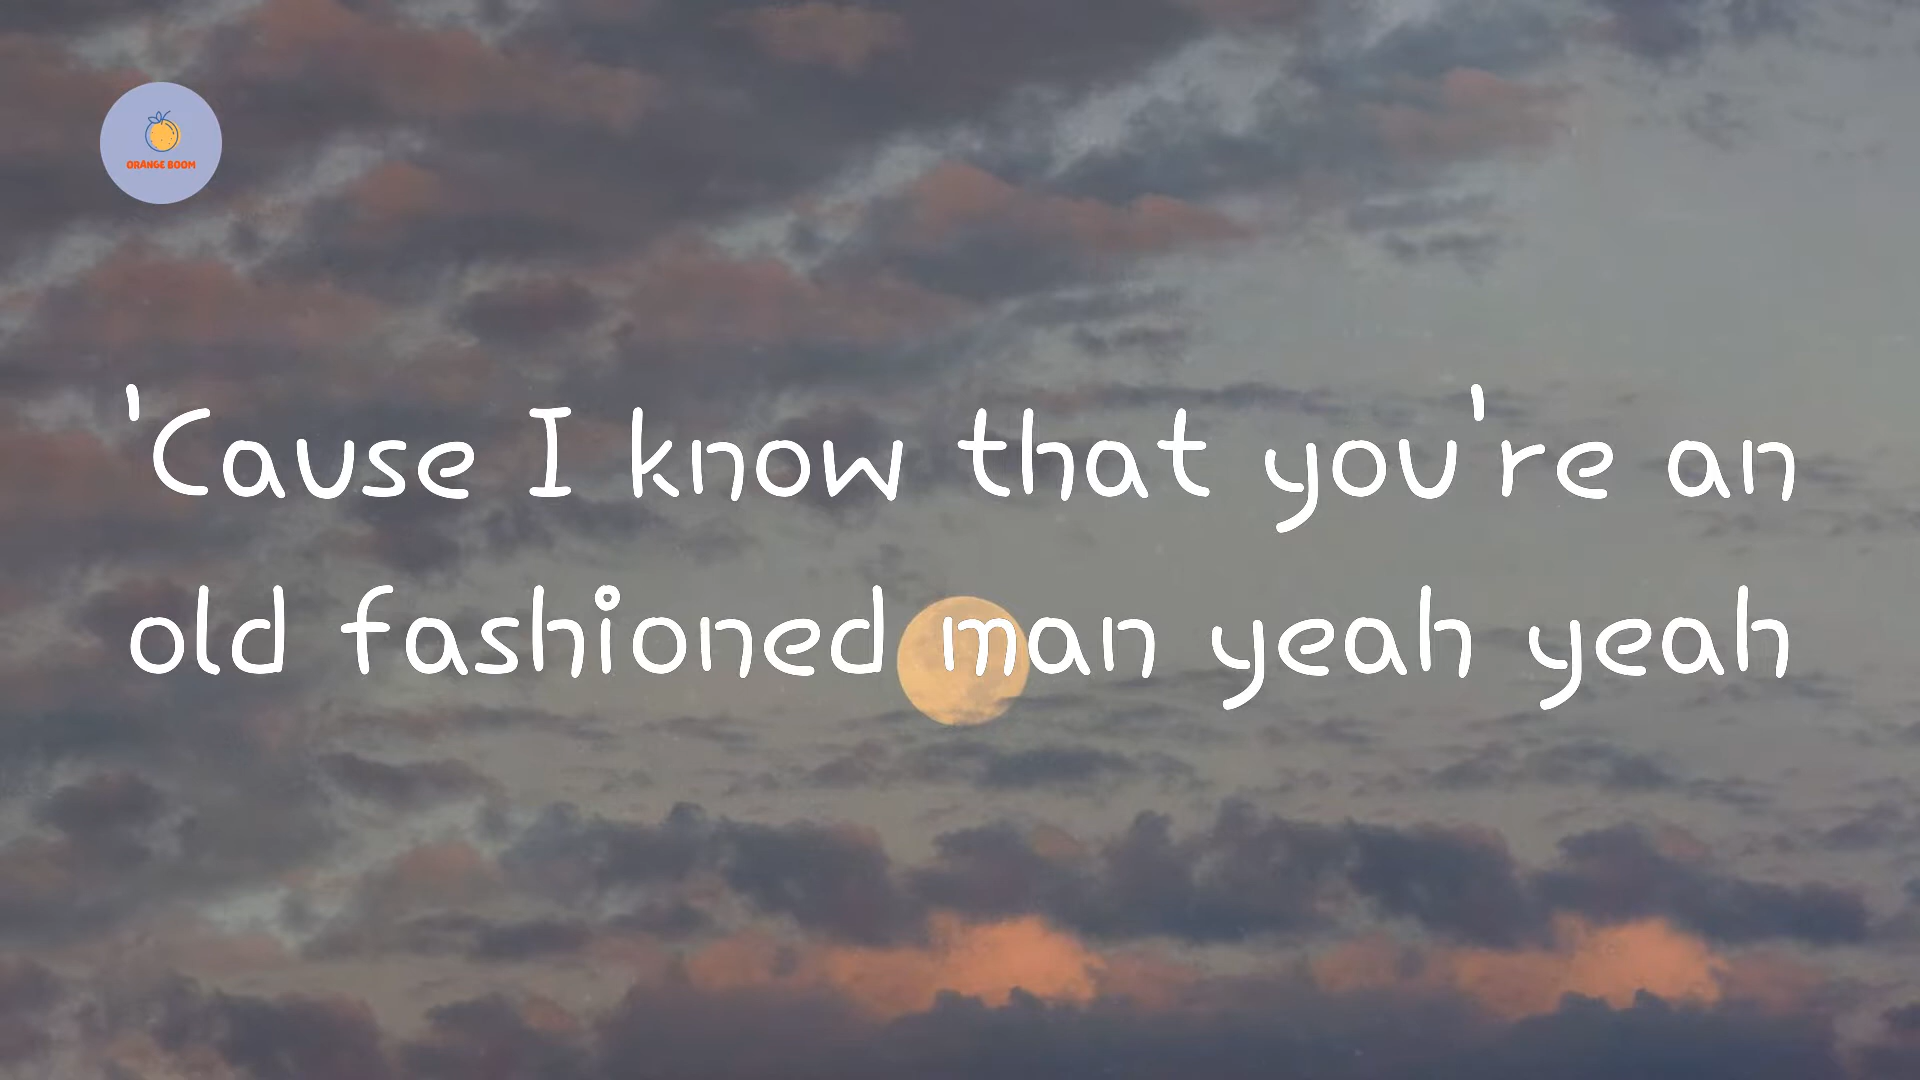 ORANGE BOOM
'Cause I know that you're an
old fashioned man yeah yeah